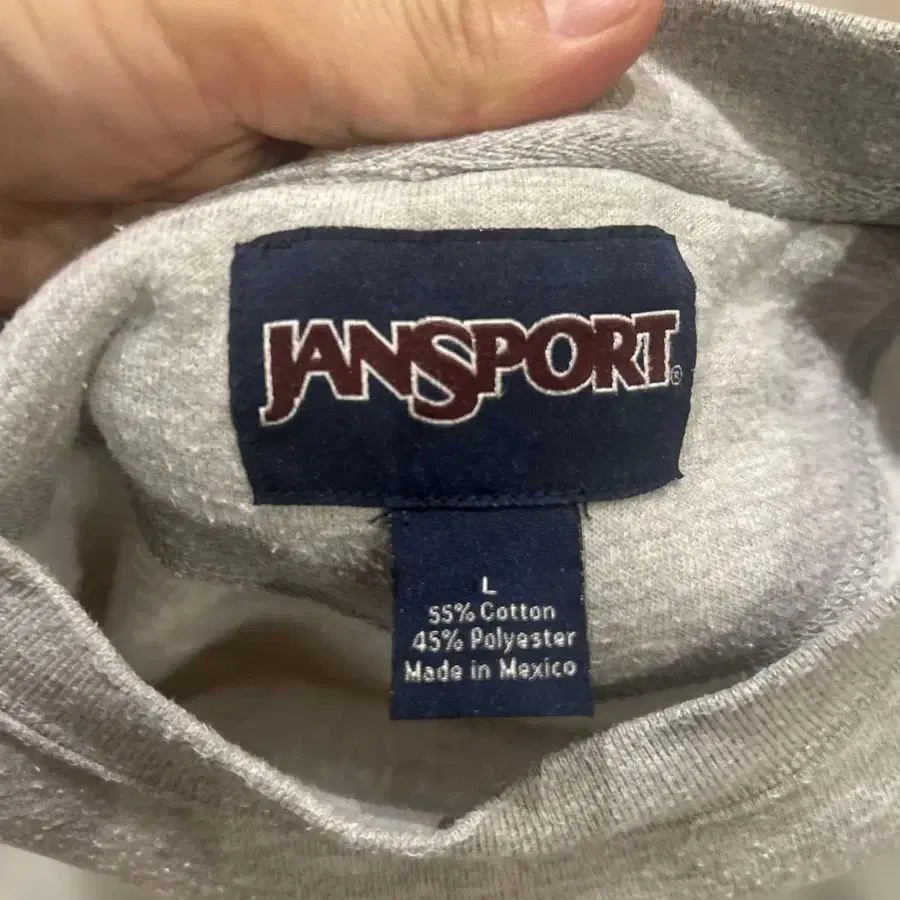 JANSPORT®
L
55% Cotton
45% Polyester
Made in Mexico